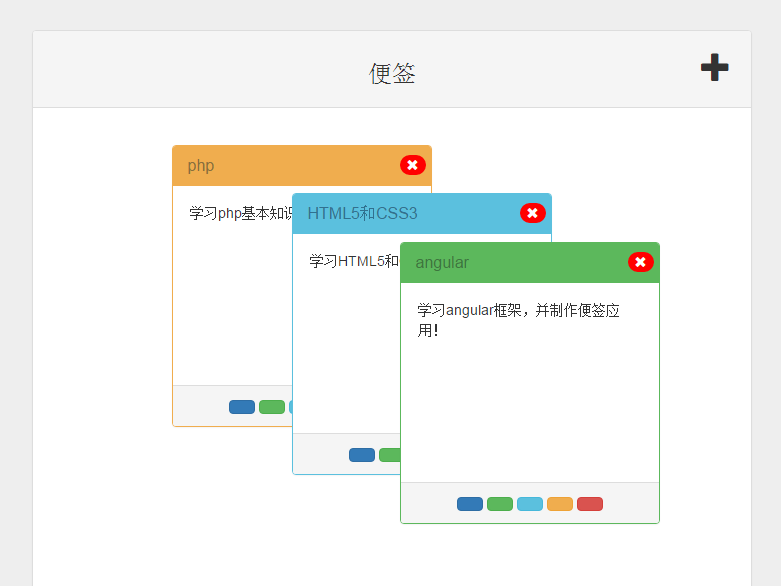 便签
php
学习php基本知识
HTML5和CSS3
学习HTML5和
angular
学习angular框架，并制作便签应
用！